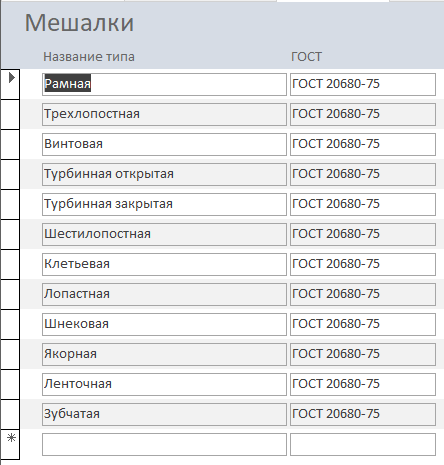 Мешалки
Название типа ГОСТ
Рамная ГОСТ 20680-75
Трехлопостная ГОСТ 20680-75
Винтовая ГОСТ 20680-75
Турбинная открытая ГОСТ 20680-75
Турбинная закрытая ГОСТ 20680-75
Шестилопостная ГОСТ 20680-75
Клетьевая ГОСТ 20680-75
Лопастная ГОСТ 20680-75
Шнековая ГОСТ 20680-75
Якорная ГОСТ 20680-75
Ленточная ГОСТ 20680-75
Зубчатая ГОСТ 20680-75